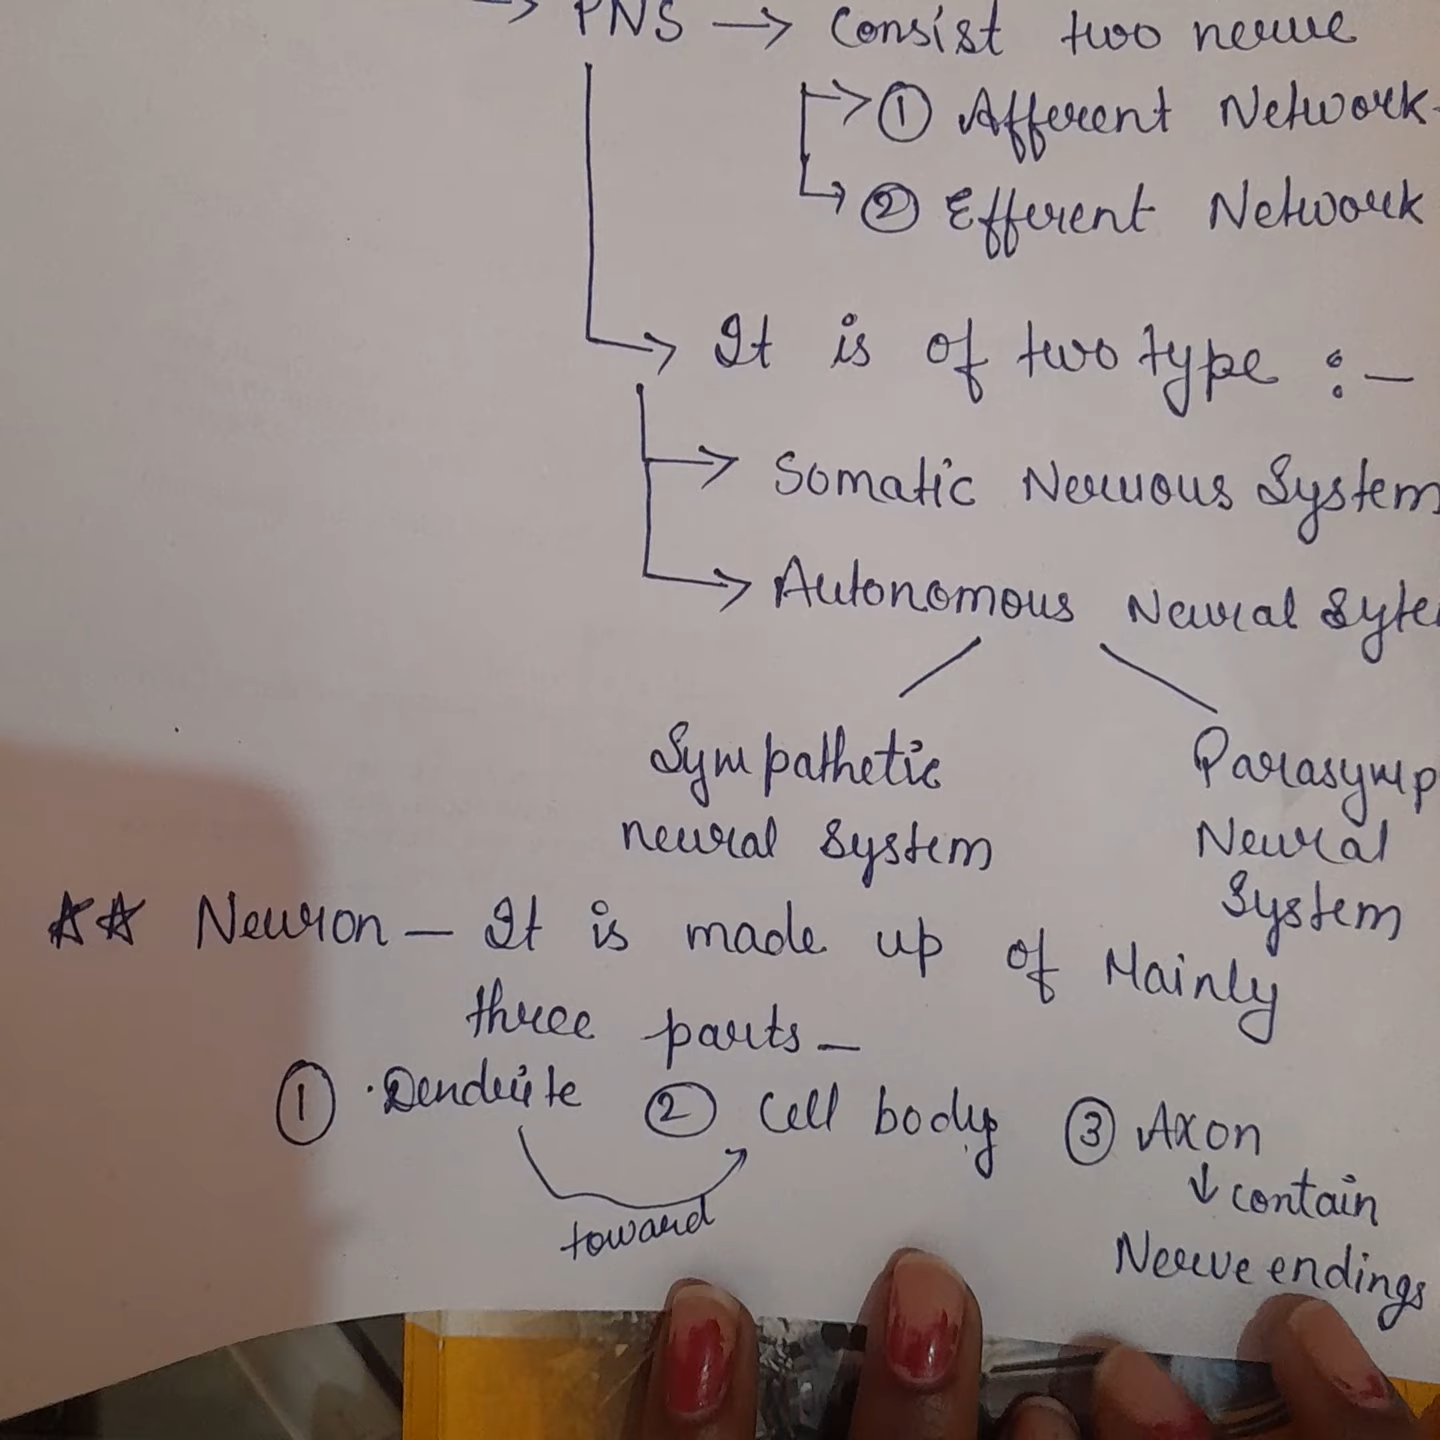 → PNS → Consist two nerve
→ ① Afferent Network
→ ② Efferent Network
→ It is of two type :-
→ Somatic Nervous System
→ Autonomous Neural Syte
Sympathetic
neural System
Parasymp
Neural
System
** Neuron - It is made up of Mainly
three parts -
① Dendrite ② Cell body ③ Axon
toward
↓ contain
Nerve endings